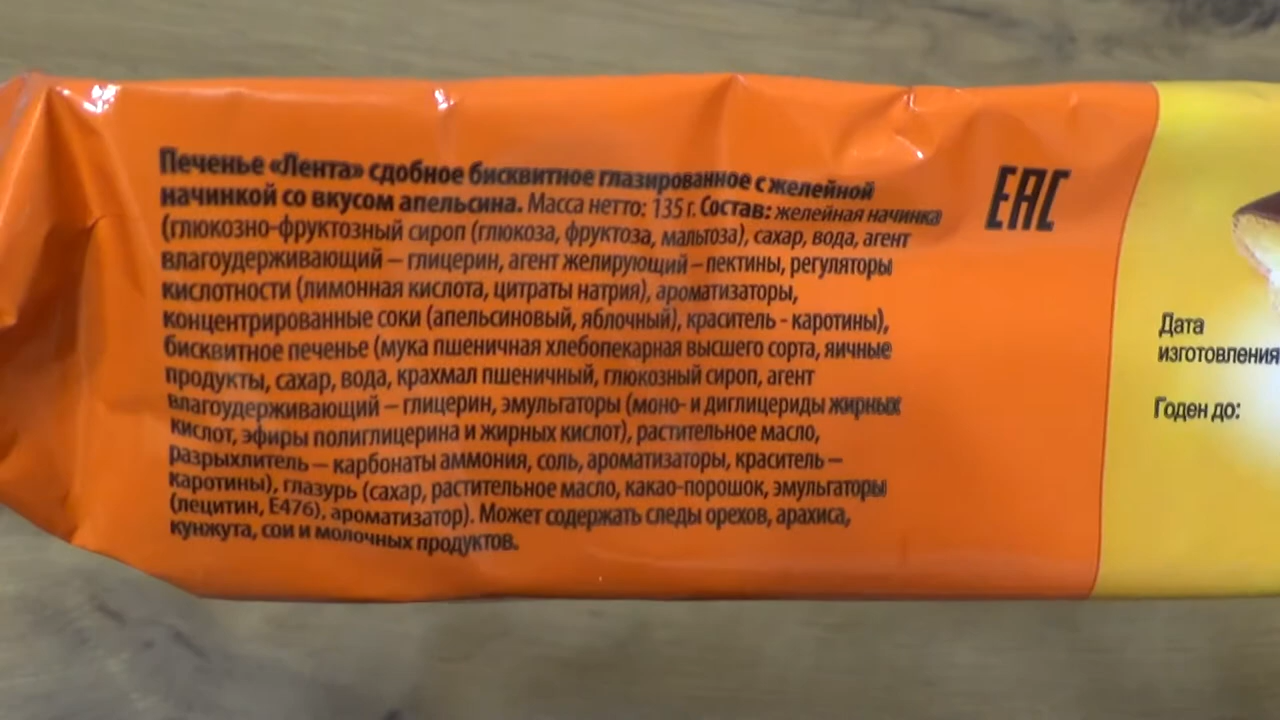 Печенье «Лента» сдобное бисквитное глазированное с желейной
начинкой со вкусом апельсина. Масса нетто: 135 г. Состав: желейная начинка
(глюкозно-фруктозный сироп (глюкоза, фруктоза, мальтоза), сахар, вода, агент
влагоудерживающий – глицерин, агент желирующий – пектины, регуляторы
кислотности (лимонная кислота, цитраты натрия), ароматизаторы,
концентрированные соки (апельсиновый, яблочный), краситель - каротины),
бисквитное печенье (мука пшеничная хлебопекарная высшего сорта, яичные
продукты, сахар, вода, крахмал пшеничный, глюкозный сироп, агент
влагоудерживающий – глицерин, эмульгаторы (моно- и диглицериды жирных
кислот, эфиры полиглицерина и жирных кислот), растительное масло,
разрыхлитель – карбонаты аммония, соль, ароматизаторы, краситель –
каротины), глазурь (сахар, растительное масло, какао-порошок, эмульгаторы
(лецитин, Е476), ароматизатор). Может содержать следы орехов, арахиса,
кунжута, сои и молочных продуктов.
EAC
Дата
изготовления
Годен до: